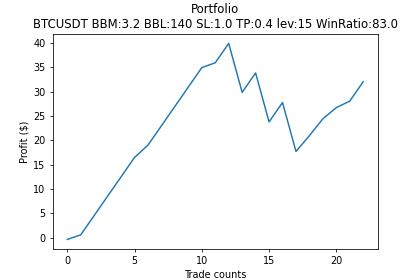 Portfolio
BTCUSDT BBM:3.2 BBL:140 SL:1.0 TP:0.4 lev:15 WinRatio:83.0
40
35
30
25
20
15
10
5
0
Profit ($)
0 5 10 15 20
Trade counts